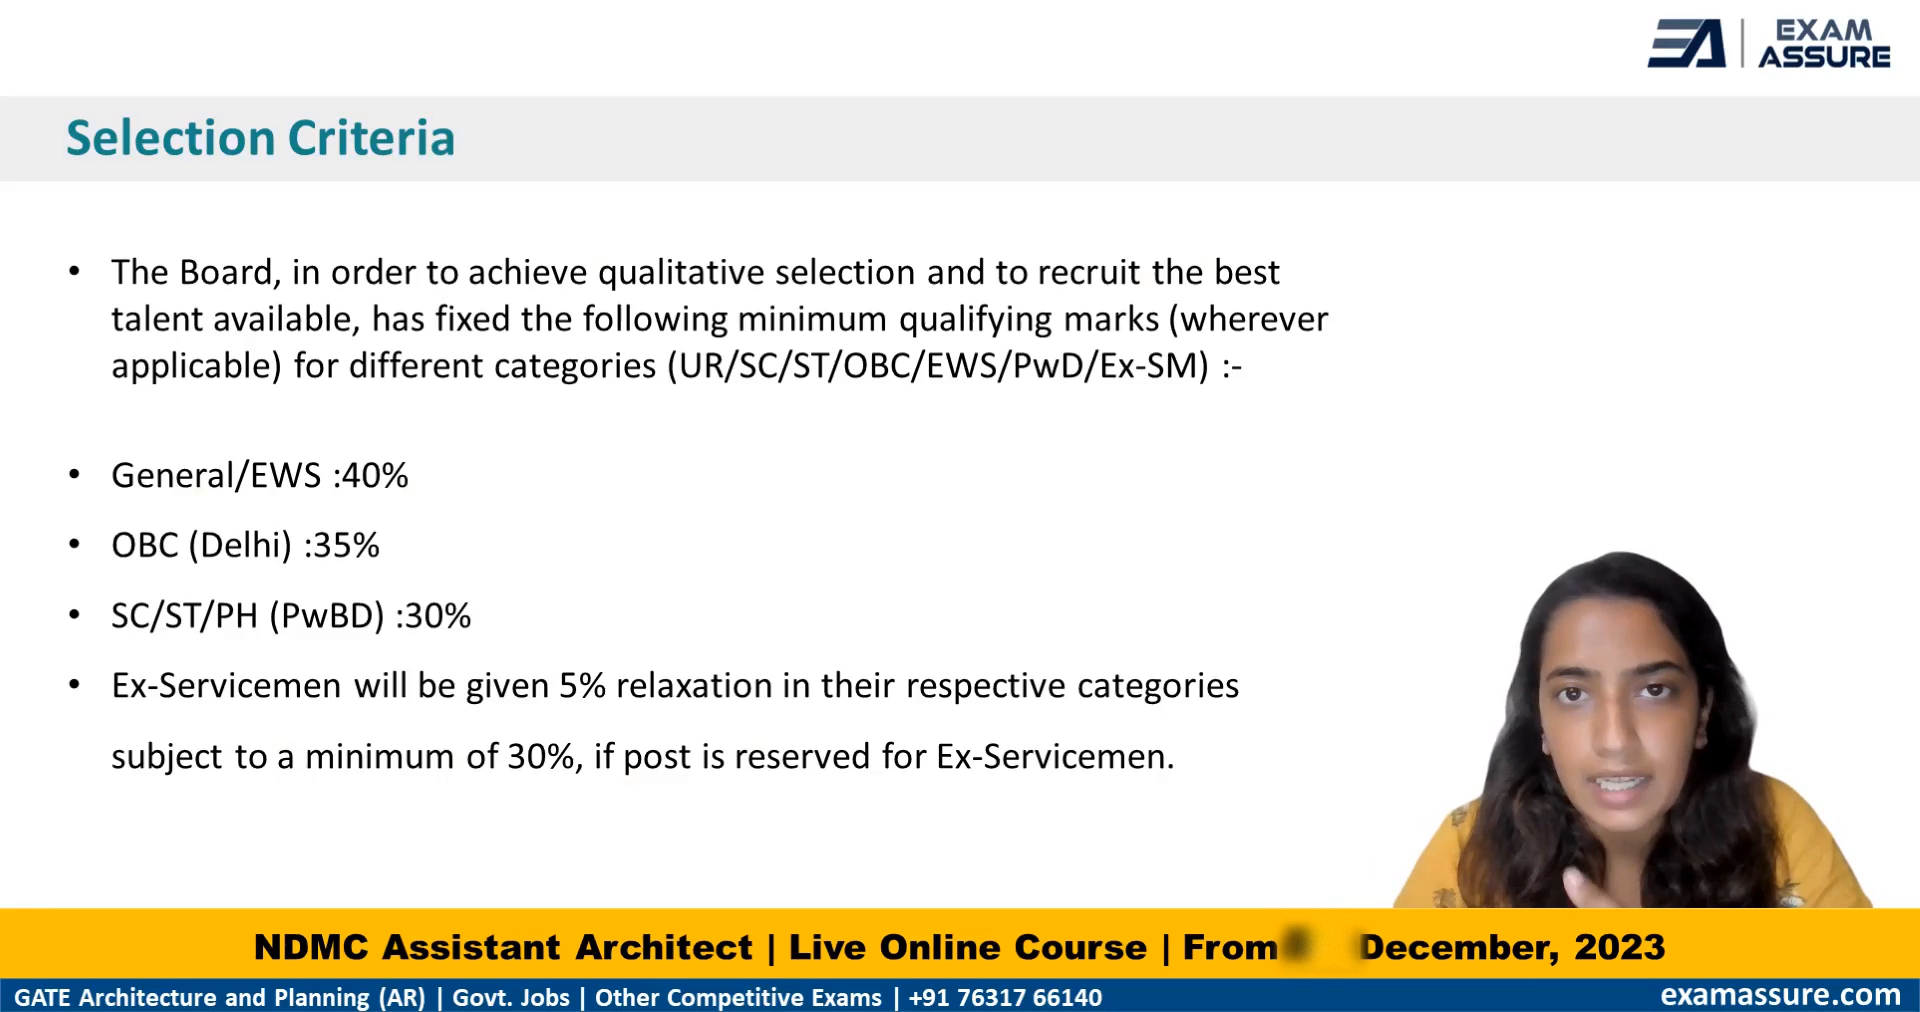 EXAM
ASSURE
Selection Criteria
• The Board, in order to achieve qualitative selection and to recruit the best
talent available, has fixed the following minimum qualifying marks (wherever
applicable) for different categories (UR/SC/ST/OBC/EWS/PwD/Ex-SM) :-
• General/EWS :40%
• OBC (Delhi) :35%
• SC/ST/PH (PwBD) :30%
• Ex-Servicemen will be given 5% relaxation in their respective categories
subject to a minimum of 30%, if post is reserved for Ex-Servicemen.
NDMC Assistant Architect | Live Online Course | From December, 2023
GATE Architecture and Planning (AR) | Govt. Jobs | Other Competitive Exams | +91 76317 66140
examassure.com